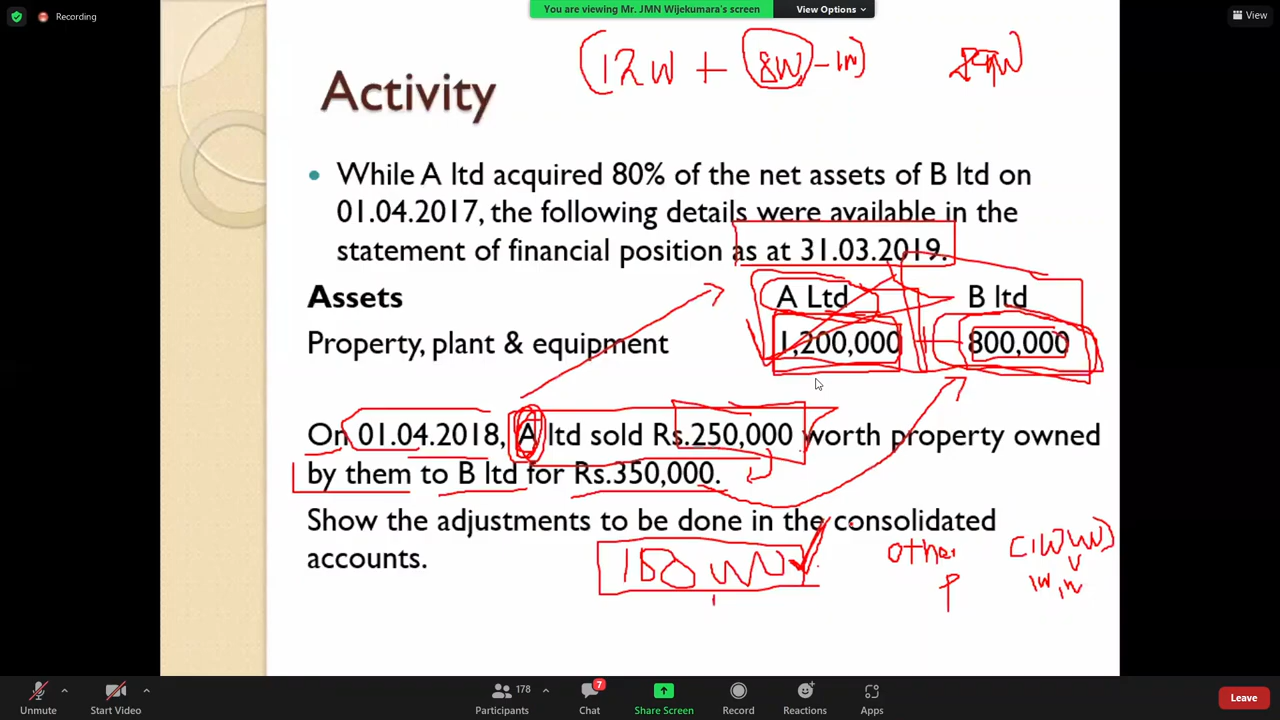 You are viewing Mr. JMN Wijekumara's screen View Options
Recording
View
Activity
While A ltd acquired 80% of the net assets of B ltd on
01.04.2017, the following details were available in the
statement of financial position as at 31.03.2019.
Assets A Ltd B ltd
Property, plant & equipment 1,200,000 800,000
On 01.04.2018, A ltd sold Rs.250,000 worth property owned
by them to B ltd for Rs.350,000.
Show the adjustments to be done in the consolidated
accounts.
other
P
Unmute
Start Video
178
Participants
7
Chat
Share Screen
Record
Reactions
Apps
Leave